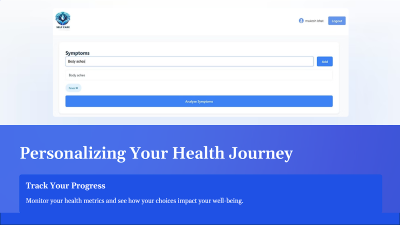 Logout
Symptoms
Body aches
Add
Body aches
Analyze Symptoms
Personalizing Your Health Journey
Track Your Progress
Monitor your health metrics and see how your choices impact your well-being.